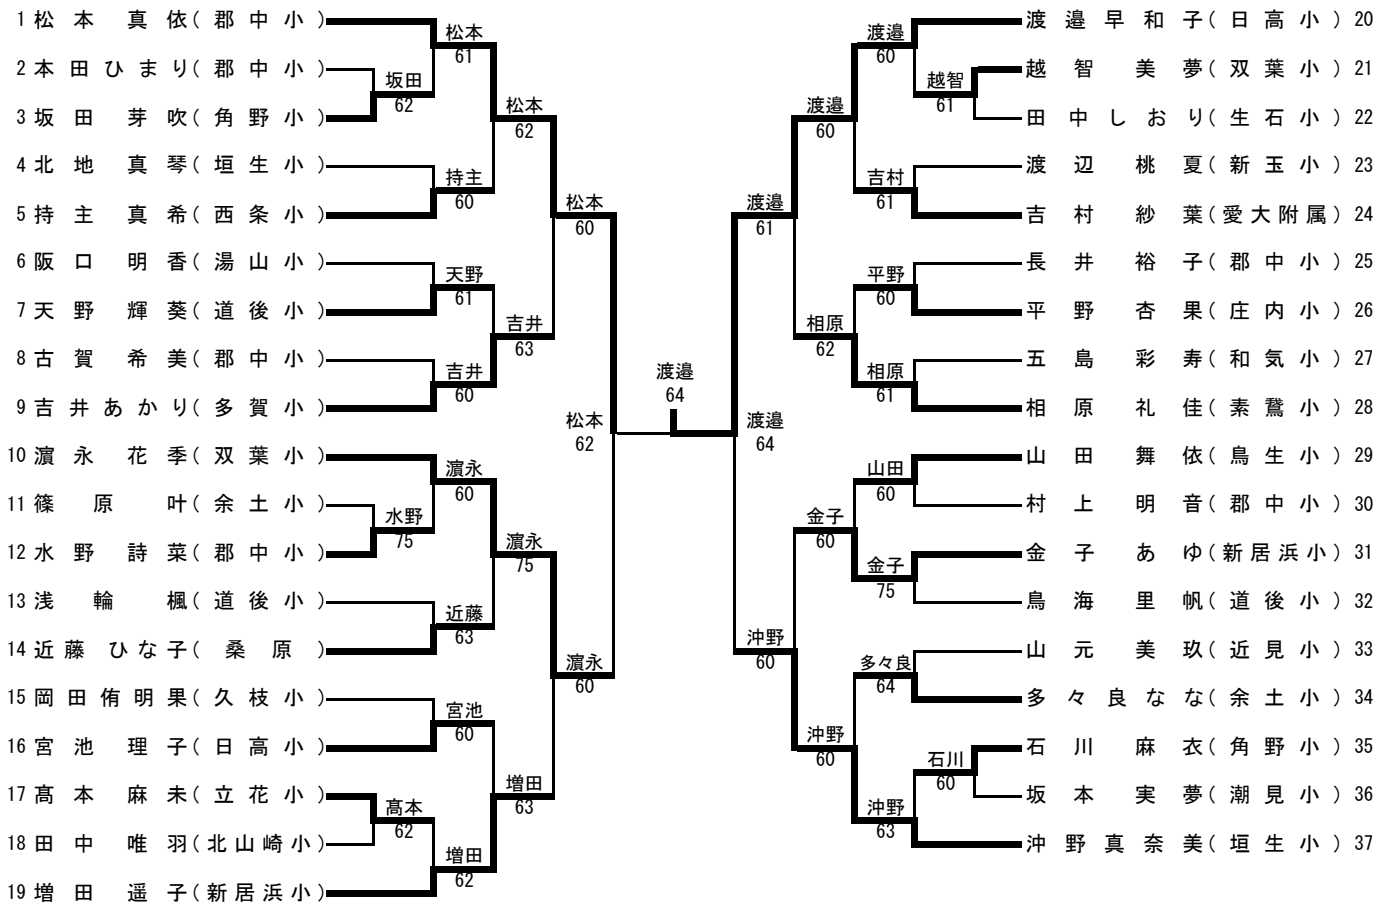 1 松本真依(郡中小)
2 本田ひまり(郡中小)
3 坂田芽吹(角野小)
4 北地真琴(垣生小)
5 持主真希(西条小)
6 阪口明香(湯山小)
7 天野輝葵(道後小)
8 古賀希美(郡中小)
9 吉井あかり(多賀小)
10 濵永花季(双葉小)
11 篠原叶(余土小)
12 水野詩菜(郡中小)
13 浅輪楓(道後小)
14 近藤ひな子(桑原)
15 岡田侑明果(久枝小)
16 宮池理子(日高小)
17 髙本麻未(立花小)
18 田中唯羽(北山崎小)
19 増田遥子(新居浜小)
坂田
62
水野
75
髙本
62
松本
61
持主
60
天野
61
吉井
60
濵永
60
近藤
63
宮池
60
増田
62
松本
62
吉井
63
濵永
75
増田
63
松本
60
濵永
60
松本
62
渡邉
64
渡邉
64
渡邉
61
沖野
60
渡邉
60
相原
62
金子
60
沖野
60
渡邉
60
吉村
61
平野
60
相原
61
山田
60
金子
75
多々良
64
沖野
63
越智
61
石川
60
渡邉早和子(日高小) 20
越智美夢(双葉小) 21
田中しおり(生石小) 22
渡辺桃夏(新玉小) 23
吉村紗葉(愛大附属) 24
長井裕子(郡中小) 25
平野杏果(庄内小) 26
五島彩寿(和気小) 27
相原礼佳(素鵞小) 28
山田舞依(鳥生小) 29
村上明音(郡中小) 30
金子あゆ(新居浜小) 31
鳥海里帆(道後小) 32
山元美玖(近見小) 33
多々良なな(余土小) 34
石川麻衣(角野小) 35
坂本実夢(潮見小) 36
沖野真奈美(垣生小) 37